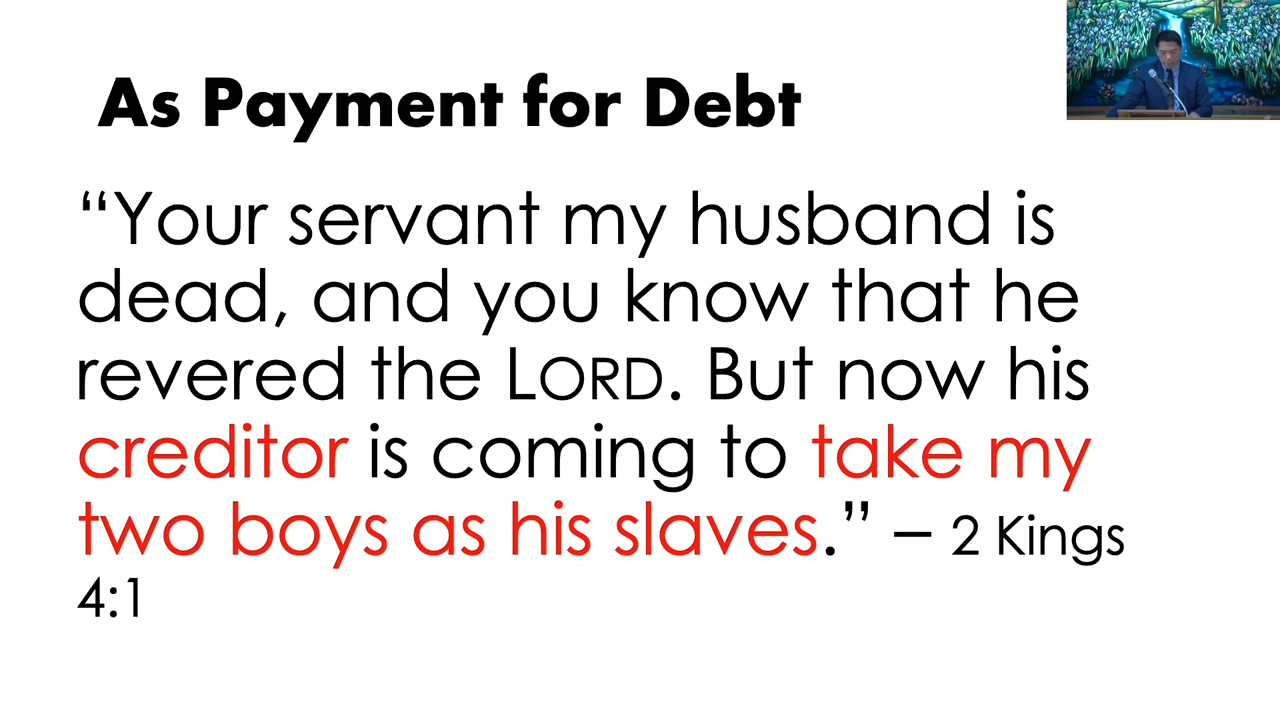 As Payment for Debt
“Your servant my husband is
dead, and you know that he
revered the LORD. But now his
creditor is coming to take my
two boys as his slaves.” – 2 Kings
4:1